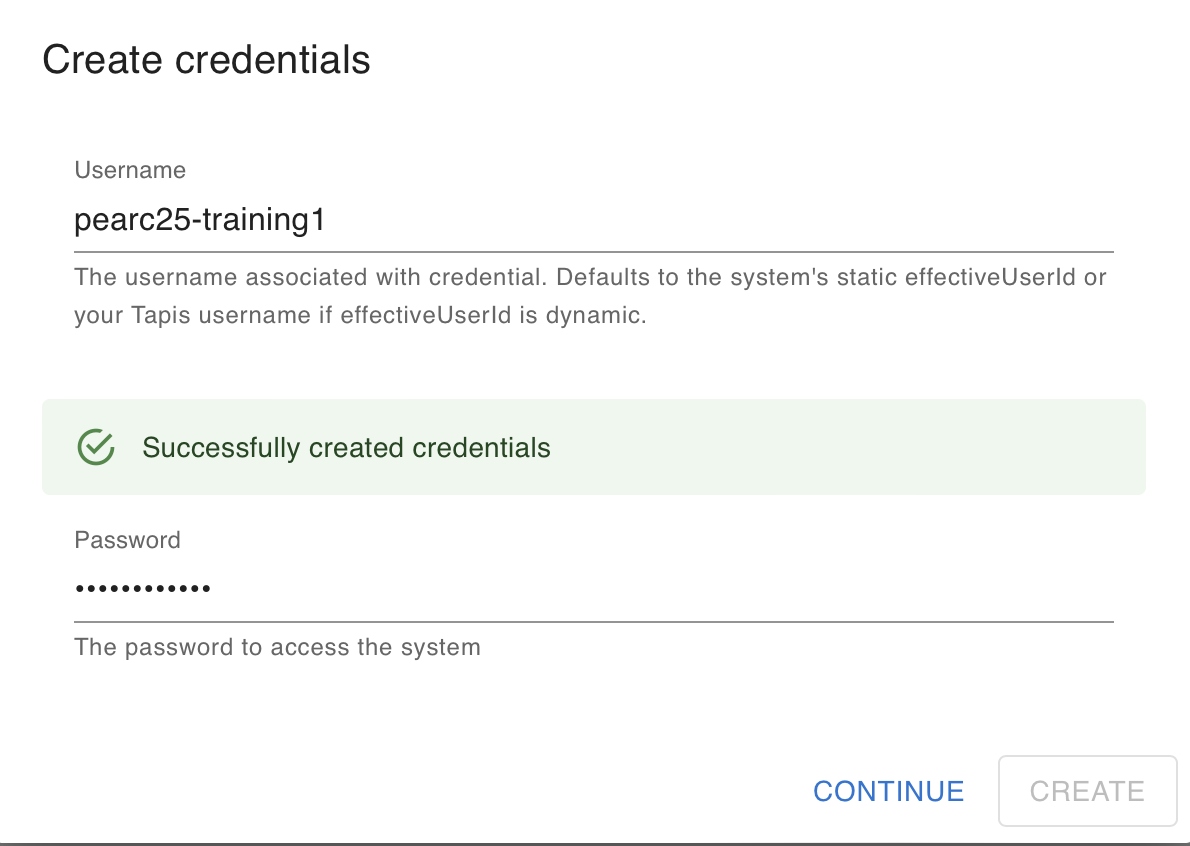 Create credentials
Username
pearc25-training1
The username associated with credential. Defaults to the system's static effectiveUserId or
your Tapis username if effectiveUserId is dynamic.
Successfully created credentials
Password
••••••••••••
The password to access the system
CONTINUE CREATE